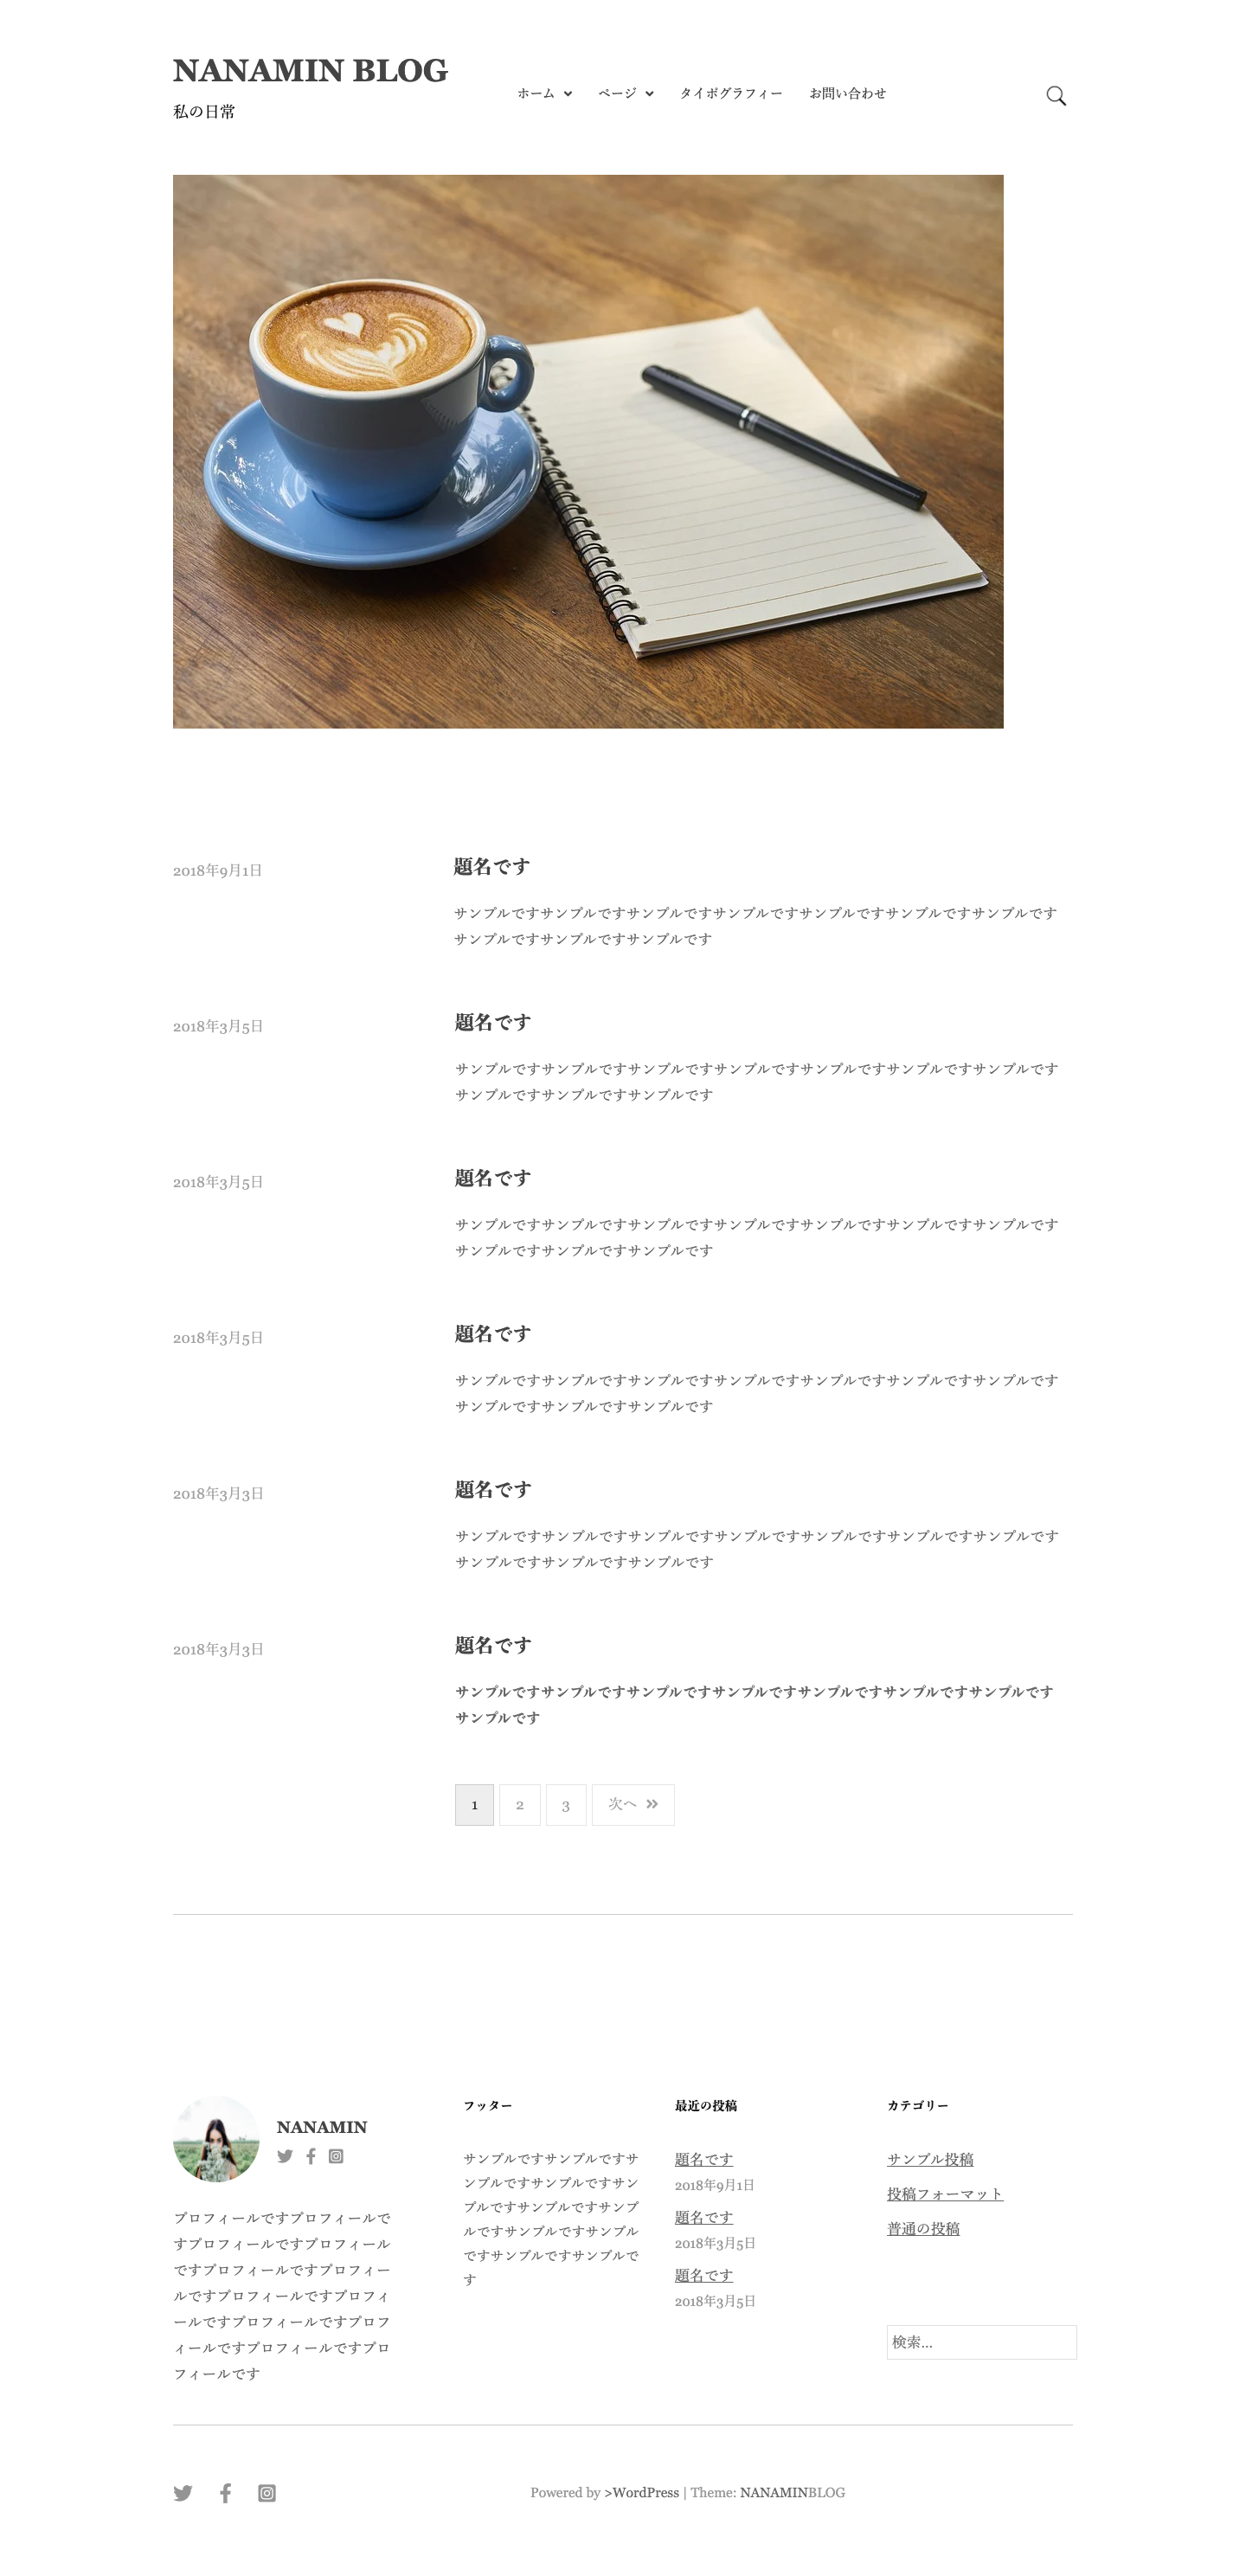 NANAMIN BLOG
私の日常
ホーム ページ タイポグラフィー お問い合わせ
2018年9月1日
題名です
サンプルですサンプルですサンプルですサンプルですサンプルですサンプルですサンプルです
サンプルですサンプルですサンプルです
2018年3月5日
題名です
サンプルですサンプルですサンプルですサンプルですサンプルですサンプルですサンプルです
サンプルですサンプルですサンプルです
2018年3月5日
題名です
サンプルですサンプルですサンプルですサンプルですサンプルですサンプルですサンプルです
サンプルですサンプルですサンプルです
2018年3月5日
題名です
サンプルですサンプルですサンプルですサンプルですサンプルですサンプルですサンプルです
サンプルですサンプルですサンプルです
2018年3月3日
題名です
サンプルですサンプルですサンプルですサンプルですサンプルですサンプルですサンプルです
サンプルですサンプルですサンプルです
2018年3月3日
題名です
サンプルですサンプルですサンプルですサンプルですサンプルですサンプルですサンプルです
サンプルです
1 2 3 次へ »
NANAMIN
プロフィールですプロフィールで
すプロフィールですプロフィール
ですプロフィールですプロフィー
ルですプロフィールですプロフィ
ールですプロフィールですプロフ
ィールですプロフィールですプロ
フィールです
フッター
サンプルですサンプルですサ
ンプルですサンプルですサン
プルですサンプルですサンプ
ルですサンプルですサンプル
ですサンプルですサンプルで
す
最近の投稿
題名です
2018年9月1日
題名です
2018年3月5日
題名です
2018年3月5日
カテゴリー
サンプル投稿
投稿フォーマット
普通の投稿
検索...
Powered by >WordPress | Theme: NANAMINBLOG